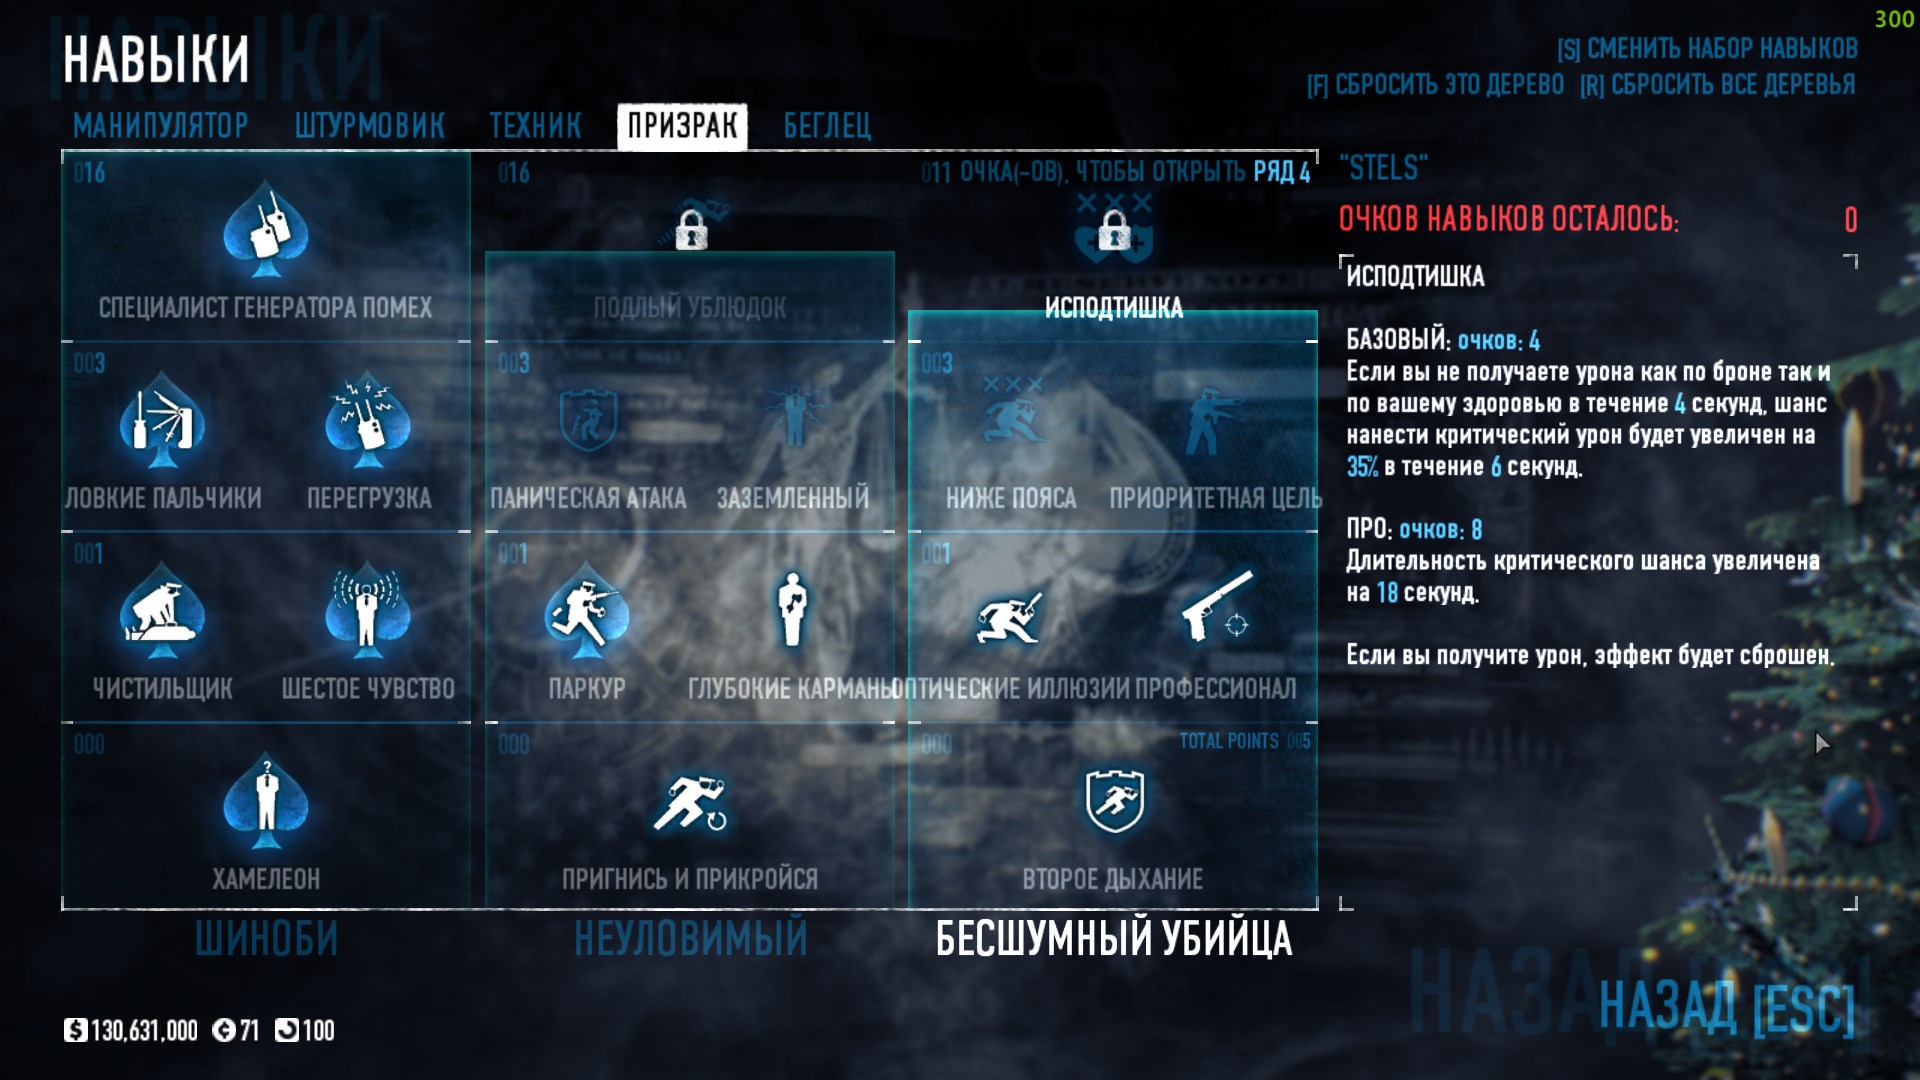 300
НАВЫКИ
[S] СМЕНИТЬ НАБОР НАВЫКОВ
[F] СБРОСИТЬ ЭТО ДЕРЕВО [R] СБРОСИТЬ ВСЕ ДЕРЕВЬЯ
МАНИПУЛЯТОР ШТУРМОВИК ТЕХНИК ПРИЗРАК БЕГЛЕЦ
016
СПЕЦИАЛИСТ ГЕНЕРАТОРА ПОМЕХ
003
ЛОВКИЕ ПАЛЬЧИКИ ПЕРЕГРУЗКА
001
ЧИСТИЛЬЩИК ШЕСТОЕ ЧУВСТВО
000
ХАМЕЛЕОН
ШИНОБИ
016
ПОДЛЫЙ УБЛЮДОК
003
ПАНИЧЕСКАЯ АТАКА ЗАЗЕМЛЕННЫЙ
001
ПАРКУР ГЛУБОКИЕ КАРМАНЫ
000
ПРИГНИСЬ И ПРИКРОЙСЯ
НЕУЛОВИМЫЙ
011 ОЧКА(-ОВ), ЧТОБЫ ОТКРЫТЬ РЯД 4
ИСПОДТИШКА
003
НИЖЕ ПОЯСА ПРИОРИТЕТНАЯ ЦЕЛЬ
001
ОПТИЧЕСКИЕ ИЛЛЮЗИИ ПРОФЕССИОНАЛ
000 TOTAL POINTS 005
ВТОРОЕ ДЫХАНИЕ
БЕСШУМНЫЙ УБИЙЦА
"STELS"
ОЧКОВ НАВЫКОВ ОСТАЛОСЬ: 0
ИСПОДТИШКА
БАЗОВЫЙ: очков: 4
Если вы не получаете урона как по броне так и
по вашему здоровью в течение 4 секунд, шанс
нанести критический урон будет увеличен на
35% в течение 6 секунд.
ПРО: очков: 8
Длительность критического шанса увеличена
на 18 секунд.
Если вы получите урон, эффект будет сброшен.
НАЗАД [ESC]
$ 130,631,000 C 71 100